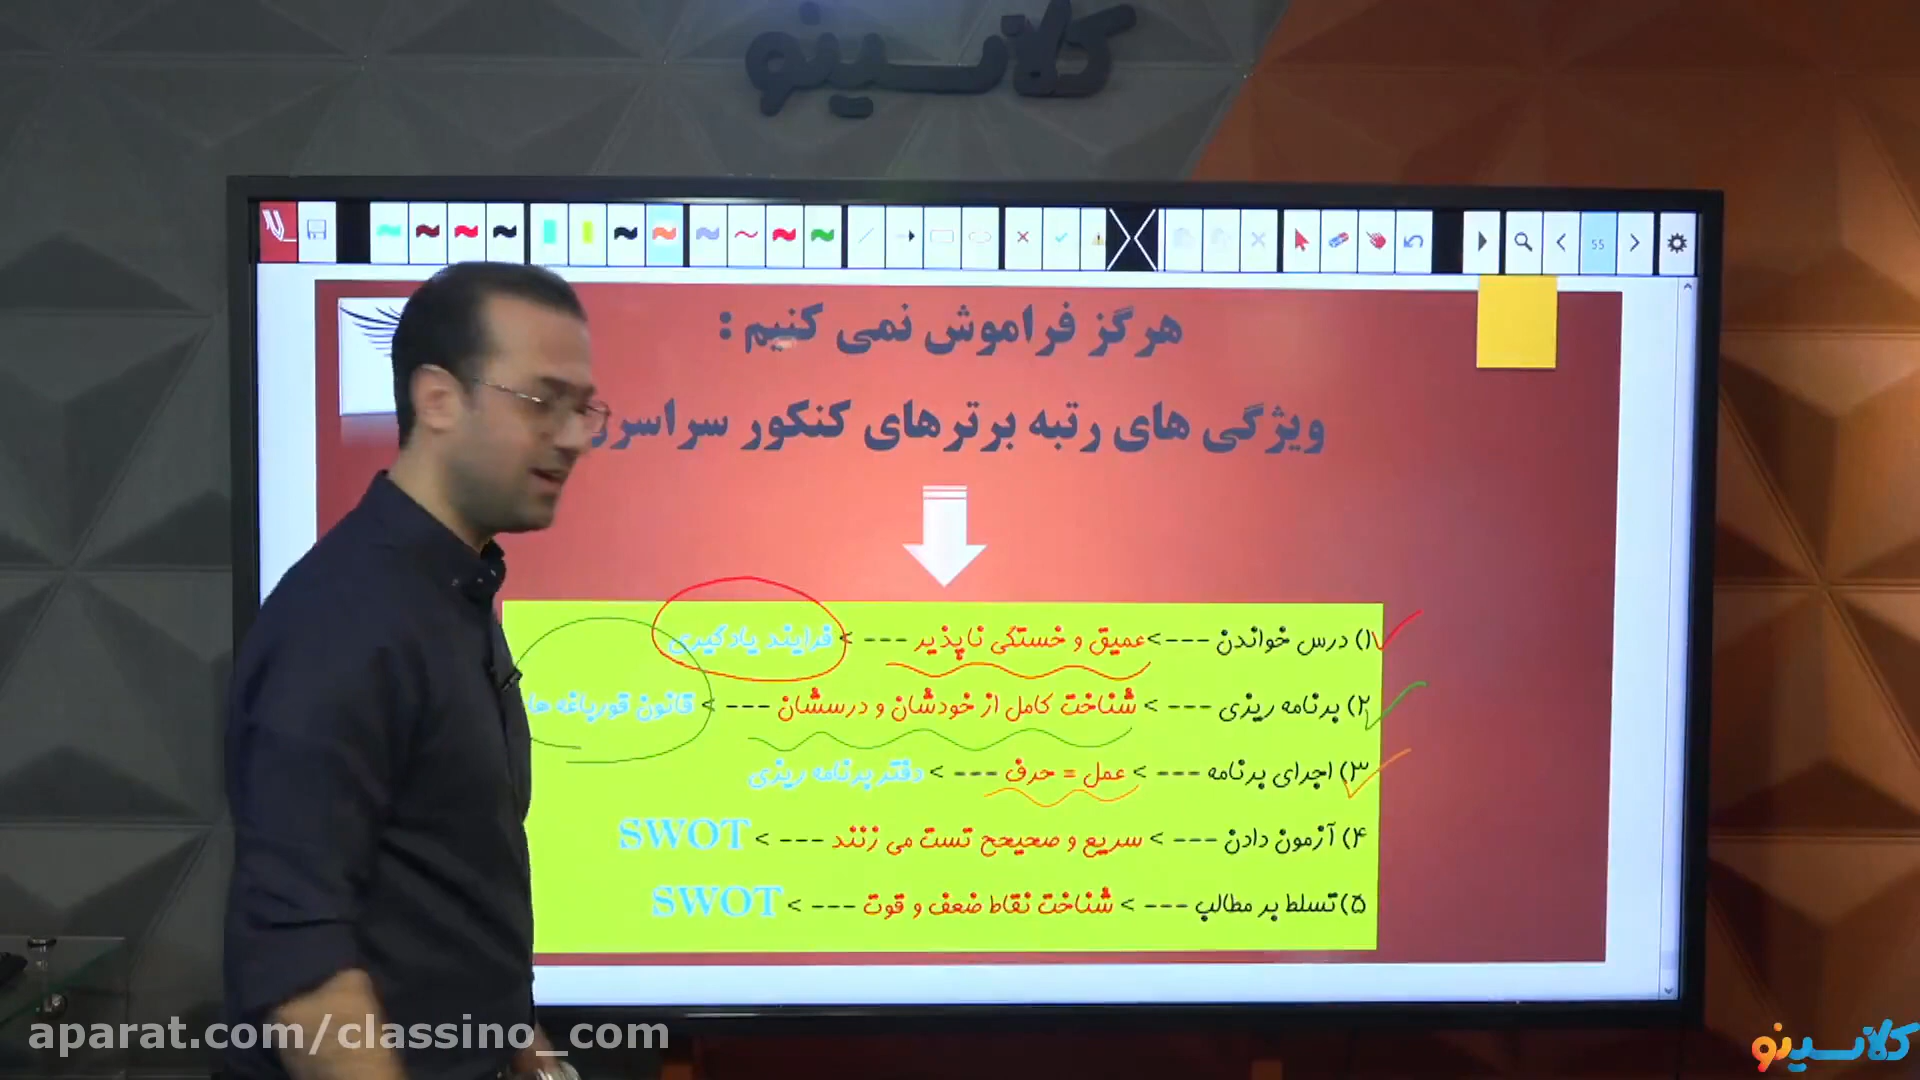 کلاسینو
55
هرگز فراموش نمی کنیم :
ویژگی های رتبه برترهای کنکور سراسری
۱) درس خواندن ---> عمیق و خستگی ناپذیر ---> فرایند یادگیری
۲) برنامه ریزی ---> شناخت کامل از خودشان و درسشان ---> قانون قورباغه ها
۳) اجرای برنامه ---> عمل = حرف ---> دفتر برنامه ریزی
۴) آزمون دادن ---> سریع و صحیحح تست می زنند ---> SWOT
۵) تسلط بر مطالب ---> شناخت نقاط ضعف و قوت ---> SWOT
aparat.com/classino_com
کلاسینو